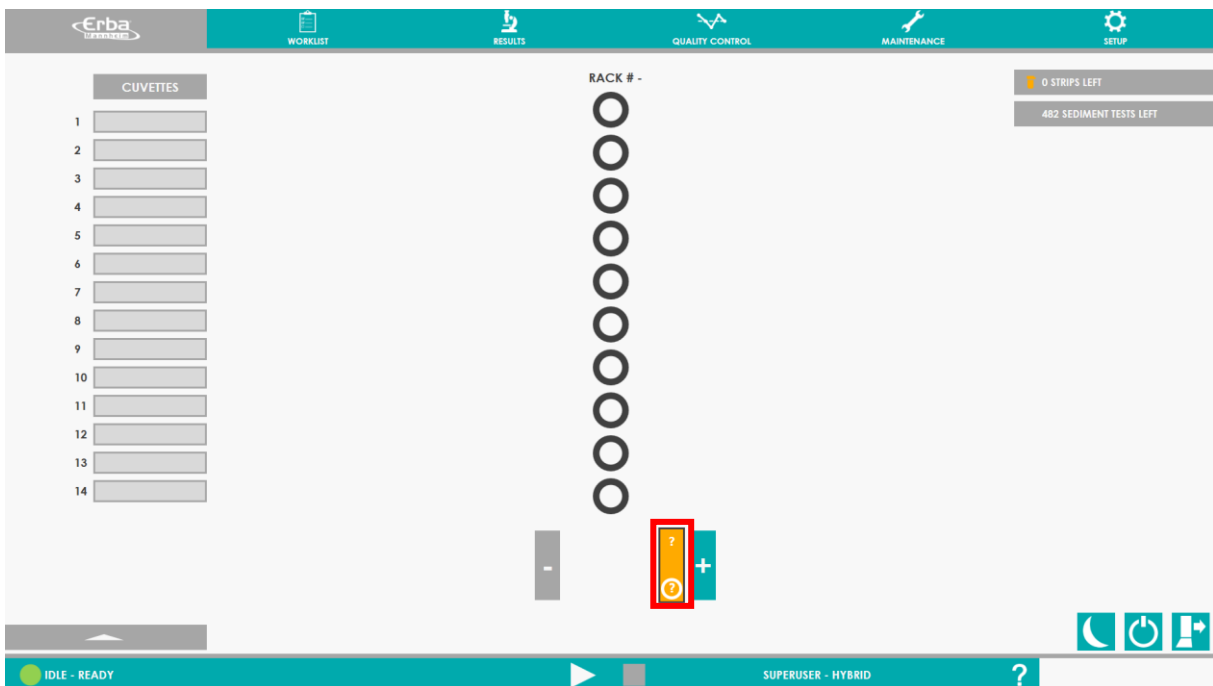 Erba
Mannheim
WORKLIST
RESULTS
QUALITY CONTROL
MAINTENANCE
SETUP
CUVETTES
RACK # -
0 STRIPS LEFT
482 SEDIMENT TESTS LEFT
1
2
3
4
5
6
7
8
9
10
11
12
13
14
?
- +
?
IDLE - READY
SUPERUSER - HYBRID
?